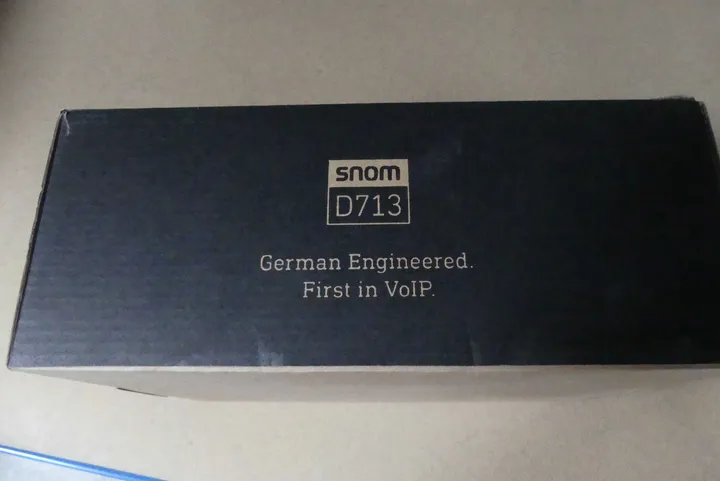 snom
D713
German Engineered.
First in VoIP.